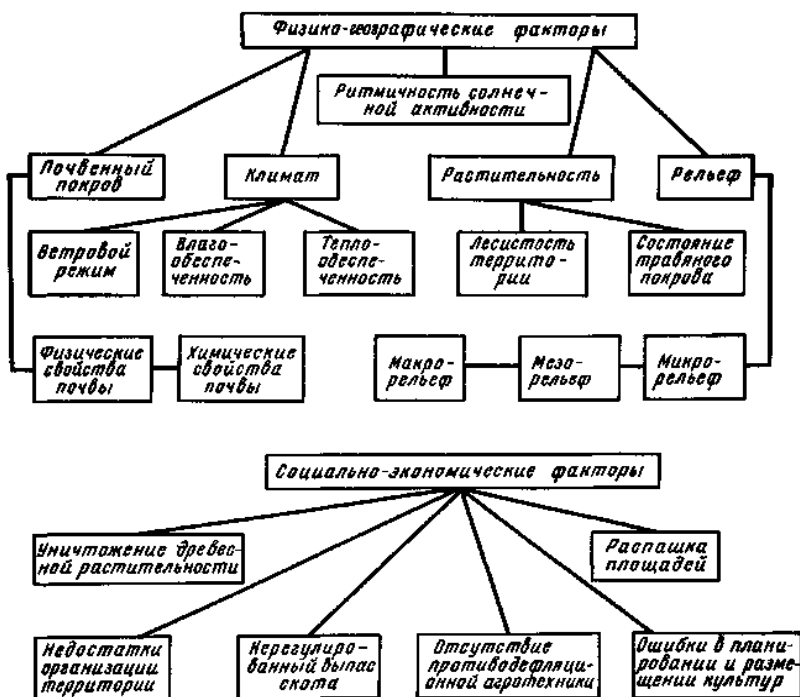 Физико-географические факторы
Ритмичность солнеч-
ной активности
Почвенный
покров
Климат
Растительность
Рельеф
Ветровой
режим
Влаго-
обеспе-
ченность
Тепло-
обеспе-
ченность
Лесистость
террито-
рии
Состояние
травяного
покрова
Физические
свойства
почвы
Химические
свойства
почвы
Макро-
рельеф
Мезо-
рельеф
Микро-
рельеф
Социально-экономические факторы
Уничтожение древес-
ной растительности
Распашка
площадей
Недостатки
организации
территории
Нерегулиро-
ванный выпас
скота
Отсутствие
противодефляци-
онной агротехники
Ошибки в плани-
ровании и разме-
щении культур